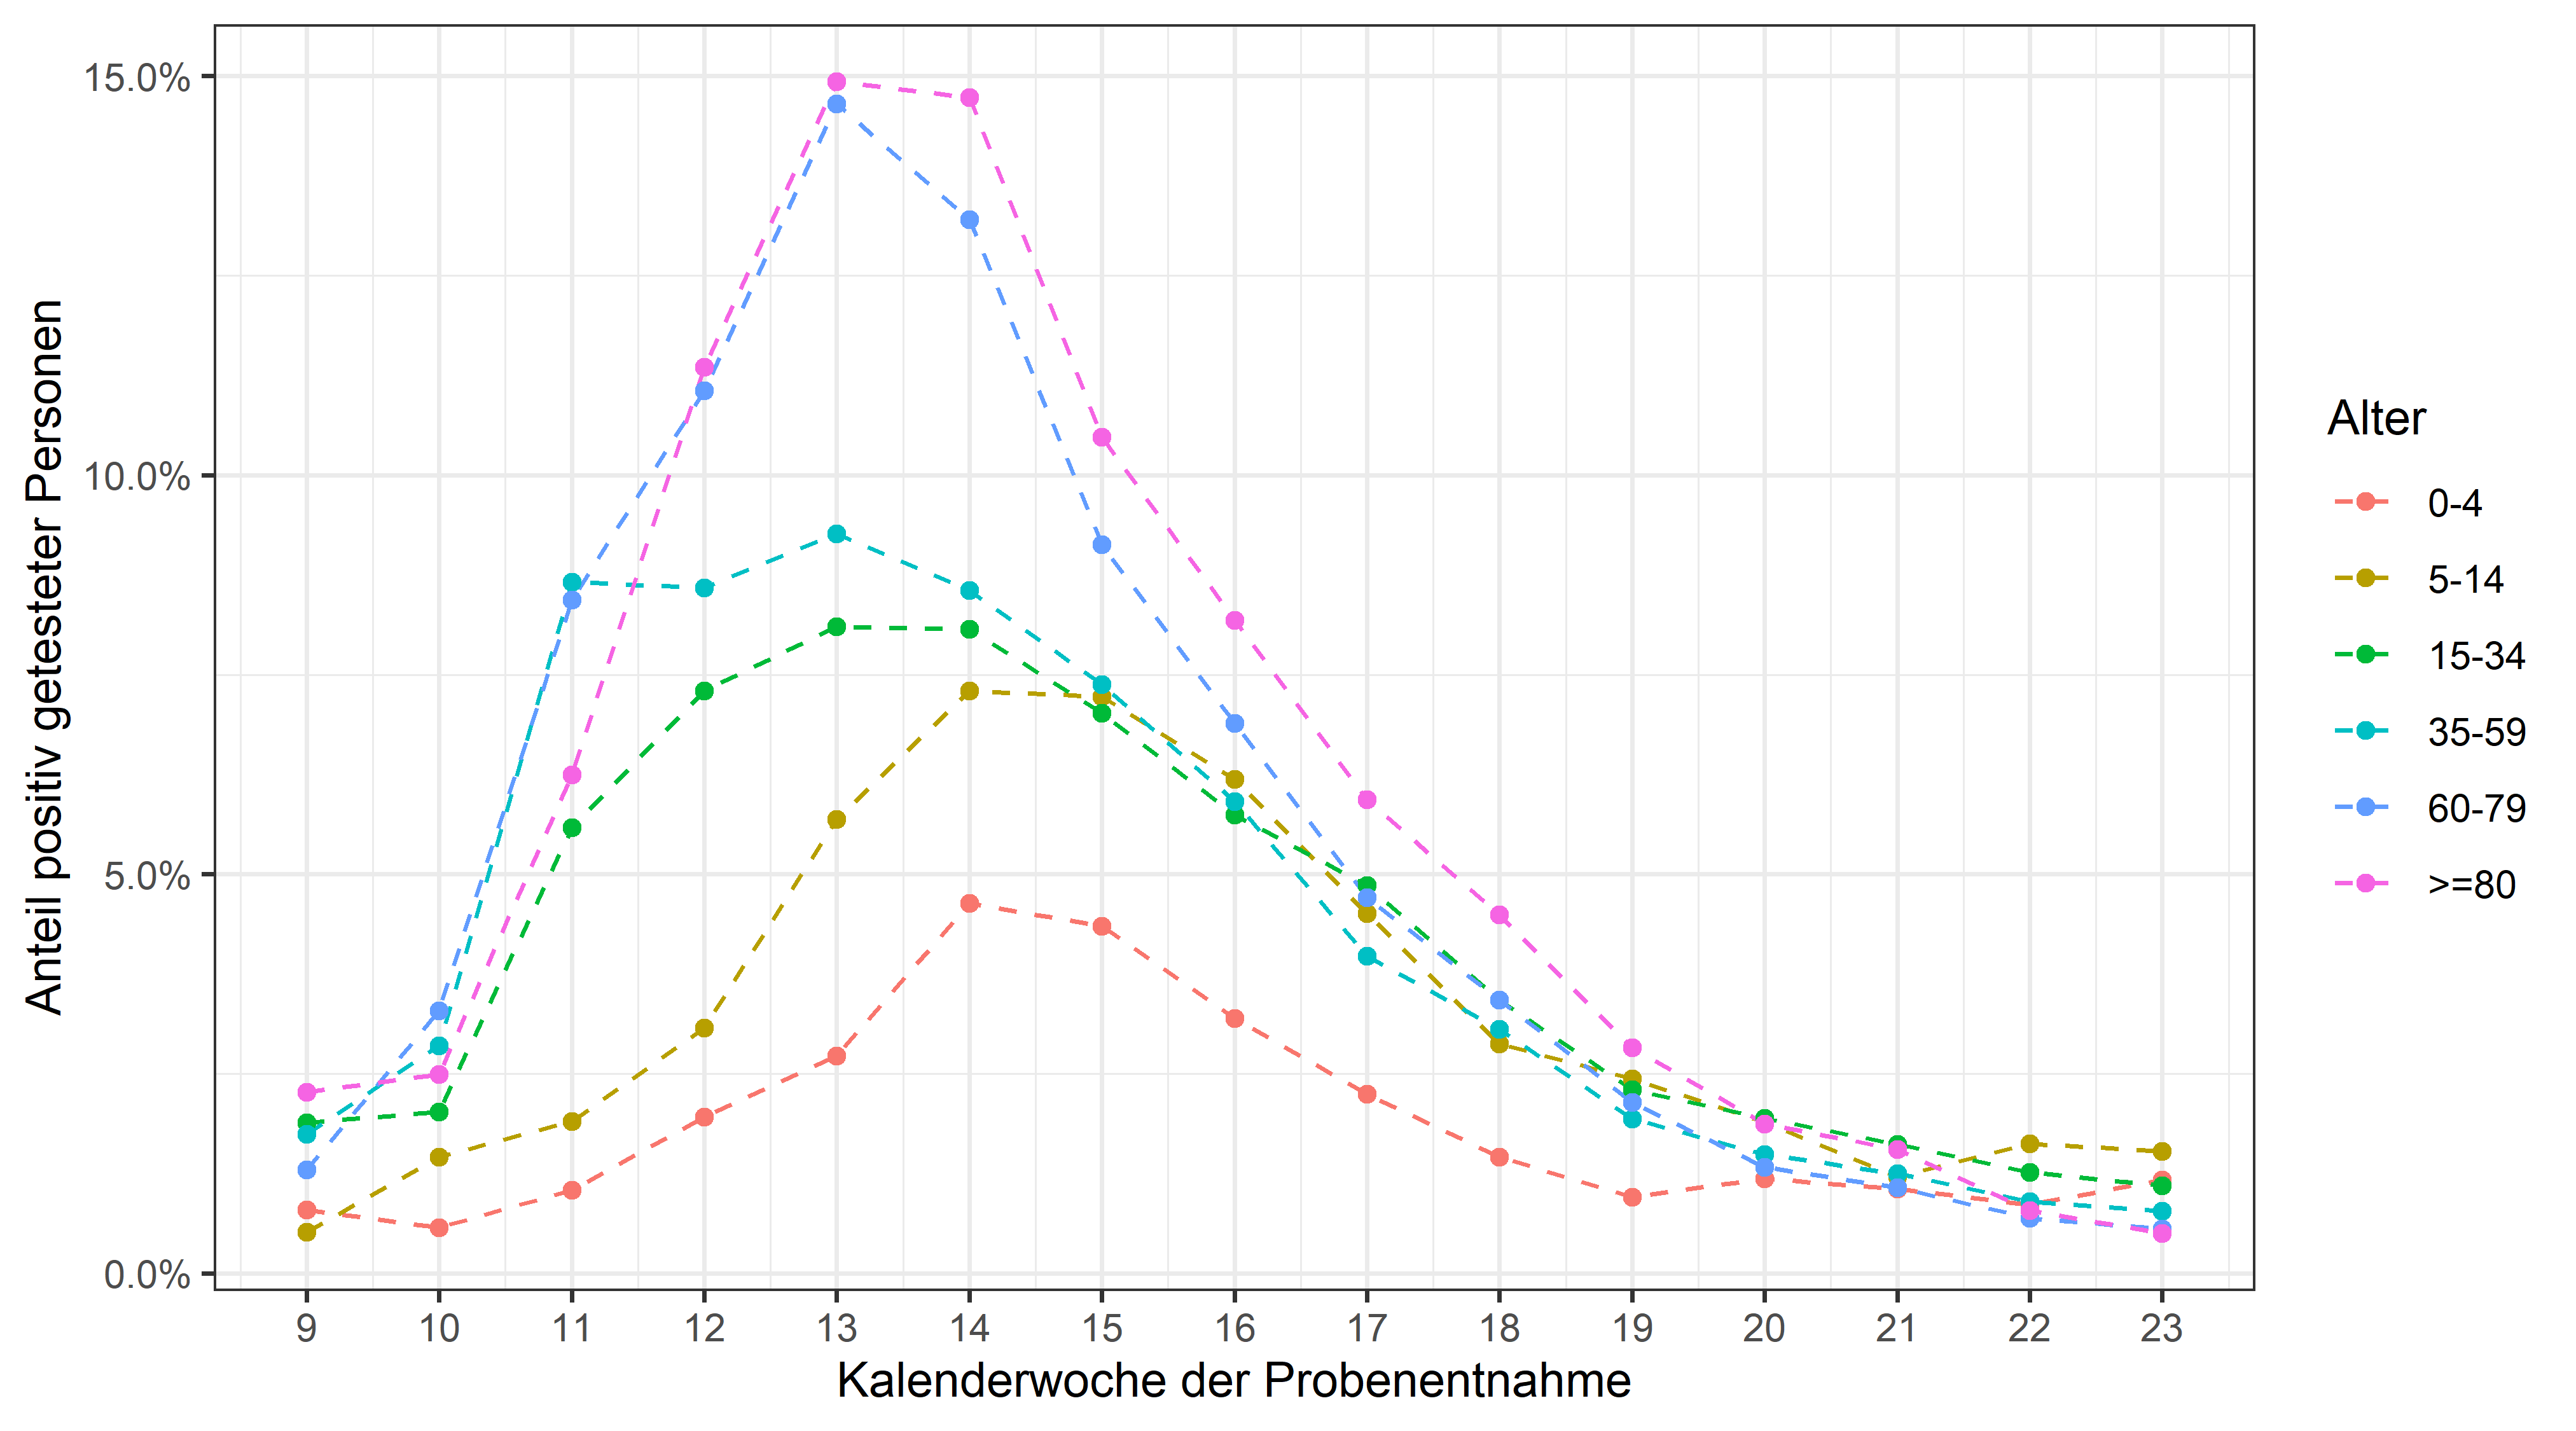 Anteil positiv getesteter Personen
15.0%
10.0%
5.0%
0.0%
9 10 11 12 13 14 15 16 17 18 19 20 21 22 23
Kalenderwoche der Probenentnahme
Alter
0-4
5-14
15-34
35-59
60-79
>=80